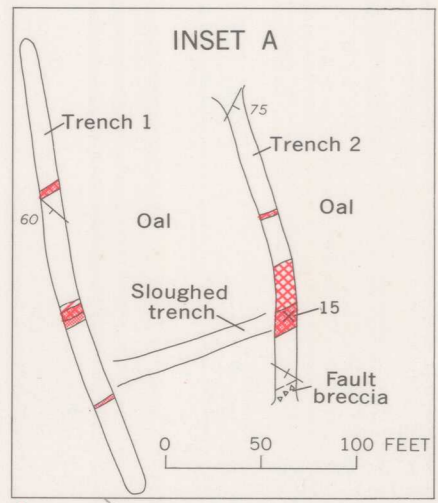 INSET A
75
Trench 1
Trench 2
60
Oal
Oal
Sloughed
trench
15
Fault
breccia
0 50 100 FEET